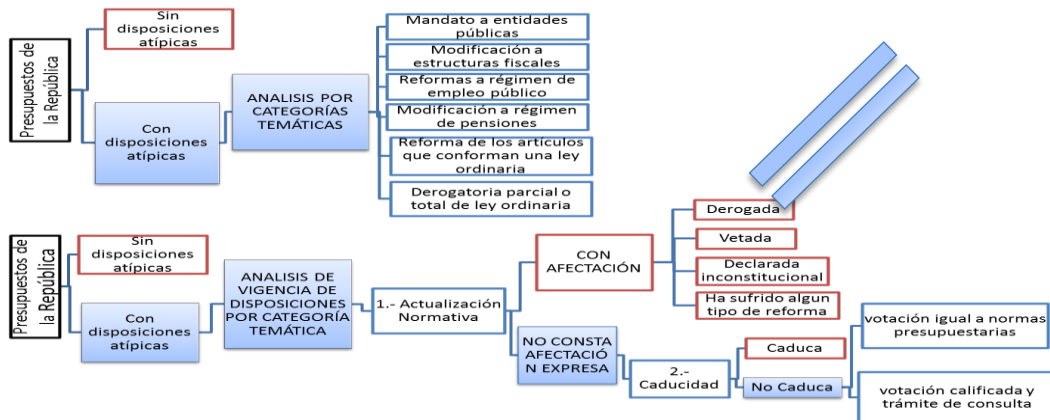 Presupuestos de
la República
Sin
disposiciones
atípicas
Con
disposiciones
atípicas
ANALISIS POR
CATEGORÍAS
TEMÁTICAS
Mandato a entidades
públicas
Modificación a
estructuras fiscales
Reformas a régimen de
empleo público
Modificación a régimen
de pensiones
Reforma de los artículos
que conforman una ley
ordinaria
Derogatoria parcial o
total de ley ordinaria
Presupuestos de
la República
Sin
disposiciones
atípicas
Con
disposiciones
atípicas
ANALISIS DE
VIGENCIA DE
DISPOSICIONES
POR CATEGORÍA
TEMÁTICA
1.- Actualización
Normativa
CON
AFECTACIÓN
Derogada
Vetada
Declarada
inconstitucional
Ha sufrido algun
tipo de reforma
NO CONSTA
AFECTACIÓ
N EXPRESA
2.-
Caducidad
Caduca
No Caduca
votación igual a normas
presupuestarias
votación calificada y
trámite de consulta